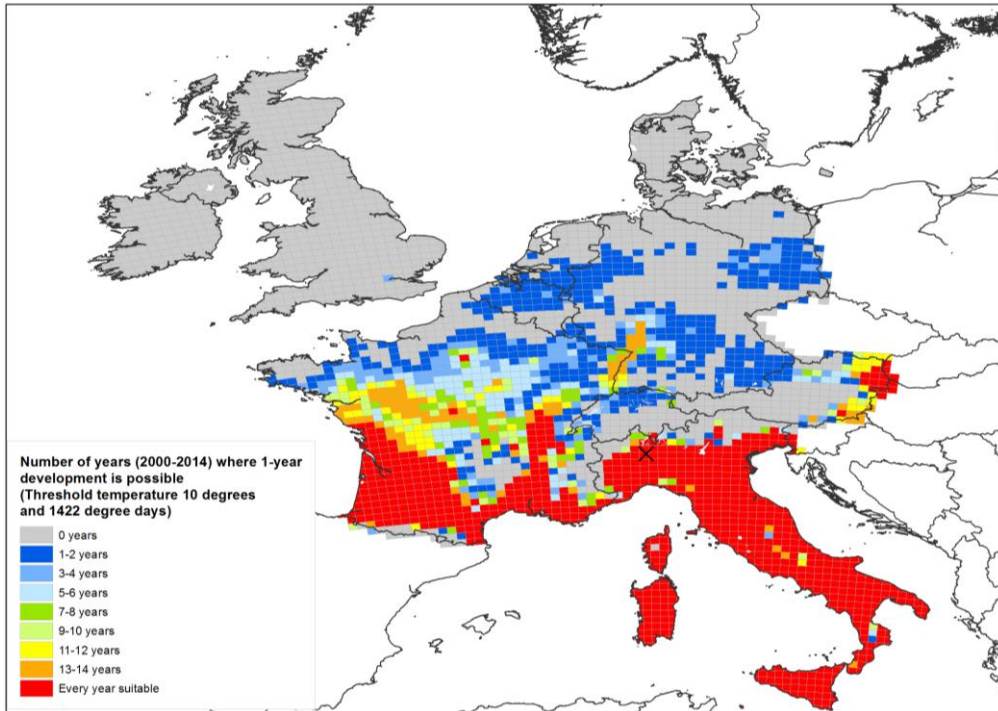 Number of years (2000-2014) where 1-year
development is possible
(Threshold temperature 10 degrees
and 1422 degree days)
0 years
1-2 years
3-4 years
5-6 years
7-8 years
9-10 years
11-12 years
13-14 years
Every year suitable